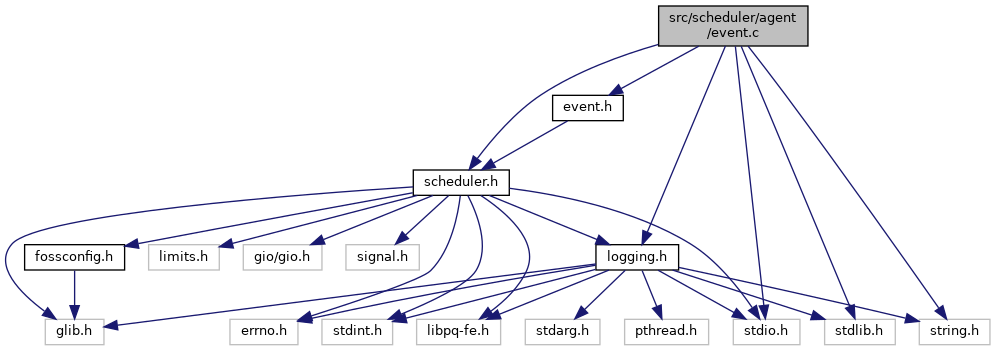 src/scheduler/agent
/event.c
event.h
scheduler.h
fossconfig.h
limits.h
gio/gio.h
signal.h
logging.h
glib.h
errno.h
stdint.h
libpq-fe.h
stdarg.h
pthread.h
stdio.h
stdlib.h
string.h